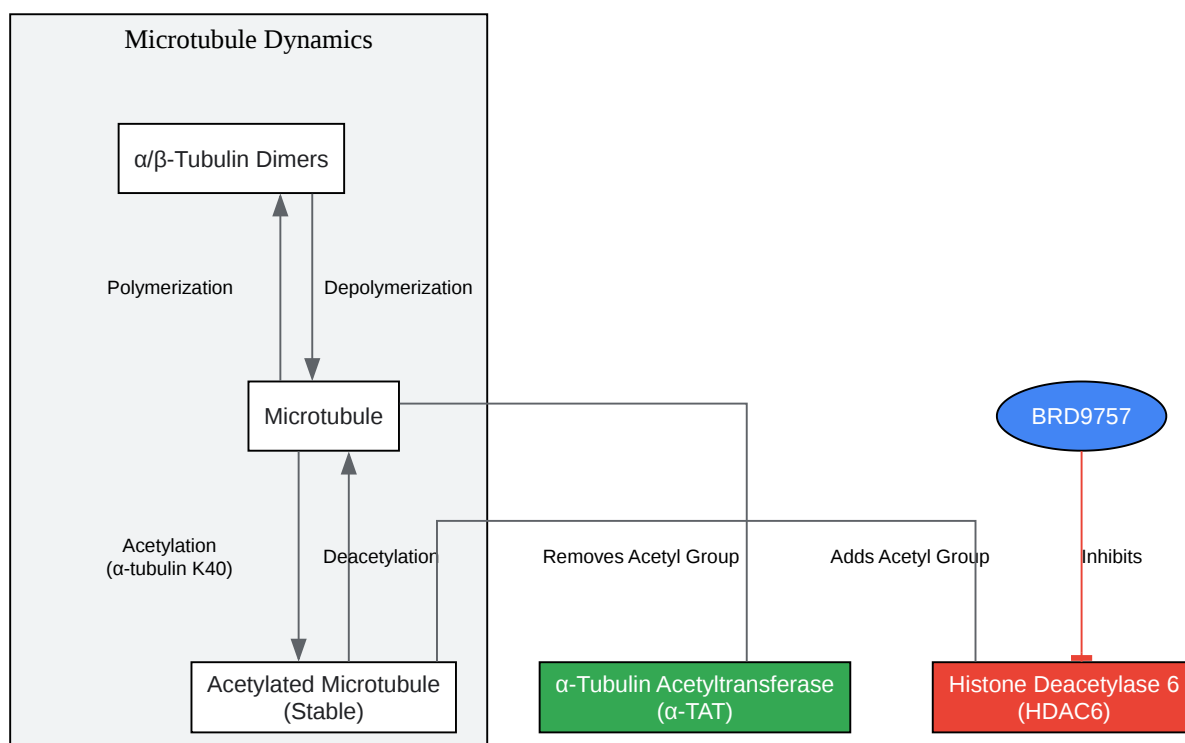 Microtubule Dynamics
α/β-Tubulin Dimers
Polymerization
Depolymerization
Microtubule
BRD9757
Acetylation
(α-tubulin K40)
Deacetylation
Removes Acetyl Group
Adds Acetyl Group
Inhibits
Acetylated Microtubule
(Stable)
α-Tubulin Acetyltransferase
(α-TAT)
Histone Deacetylase 6
(HDAC6)